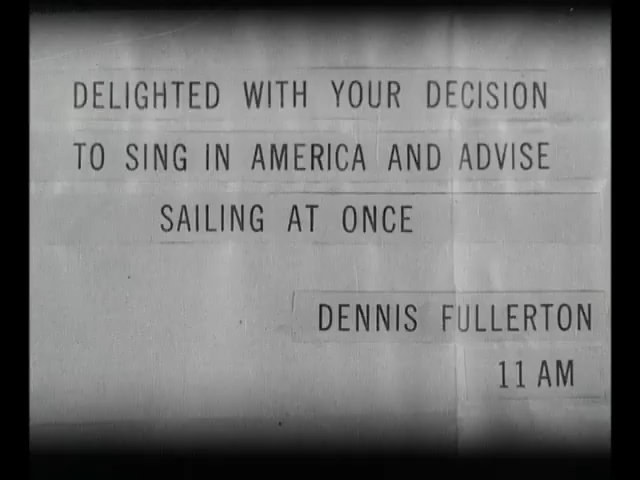 DELIGHTED WITH YOUR DECISION
TO SING IN AMERICA AND ADVISE
SAILING AT ONCE
DENNIS FULLERTON
11 AM